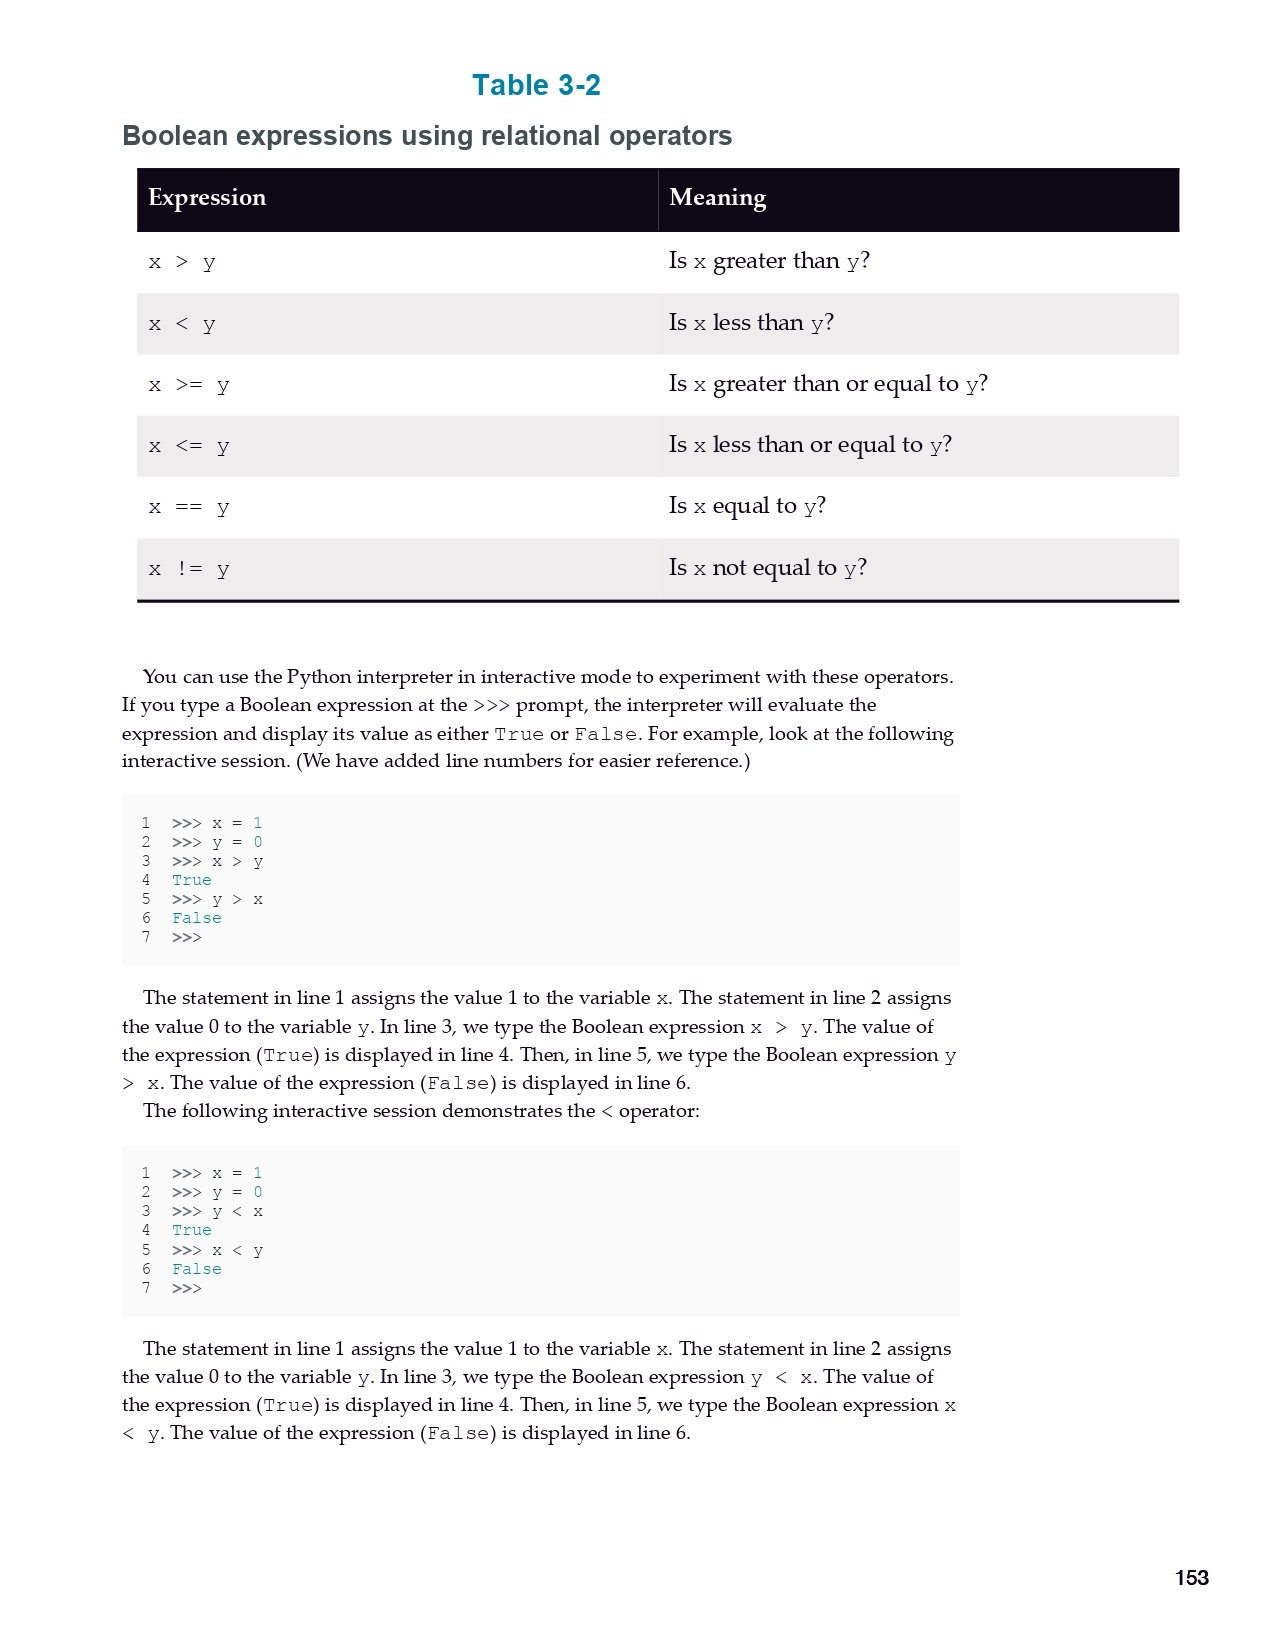 Table 3-2
Boolean expressions using relational operators
Expression Meaning
x > y Is x greater than y?
x < y Is x less than y?
x >= y Is x greater than or equal to y?
x <= y Is x less than or equal to y?
x == y Is x equal to y?
x != y Is x not equal to y?
You can use the Python interpreter in interactive mode to experiment with these operators.
If you type a Boolean expression at the >>> prompt, the interpreter will evaluate the
expression and display its value as either True or False. For example, look at the following
interactive session. (We have added line numbers for easier reference.)
1 >>> x = 1
2 >>> y = 0
3 >>> x > y
4 True
5 >>> y > x
6 False
7 >>>
The statement in line 1 assigns the value 1 to the variable x. The statement in line 2 assigns
the value 0 to the variable y. In line 3, we type the Boolean expression x > y. The value of
the expression (True) is displayed in line 4. Then, in line 5, we type the Boolean expression y
> x. The value of the expression (False) is displayed in line 6.
The following interactive session demonstrates the < operator:
1 >>> x = 1
2 >>> y = 0
3 >>> y < x
4 True
5 >>> x < y
6 False
7 >>>
The statement in line 1 assigns the value 1 to the variable x. The statement in line 2 assigns
the value 0 to the variable y. In line 3, we type the Boolean expression y < x. The value of
the expression (True) is displayed in line 4. Then, in line 5, we type the Boolean expression x
< y. The value of the expression (False) is displayed in line 6.
153